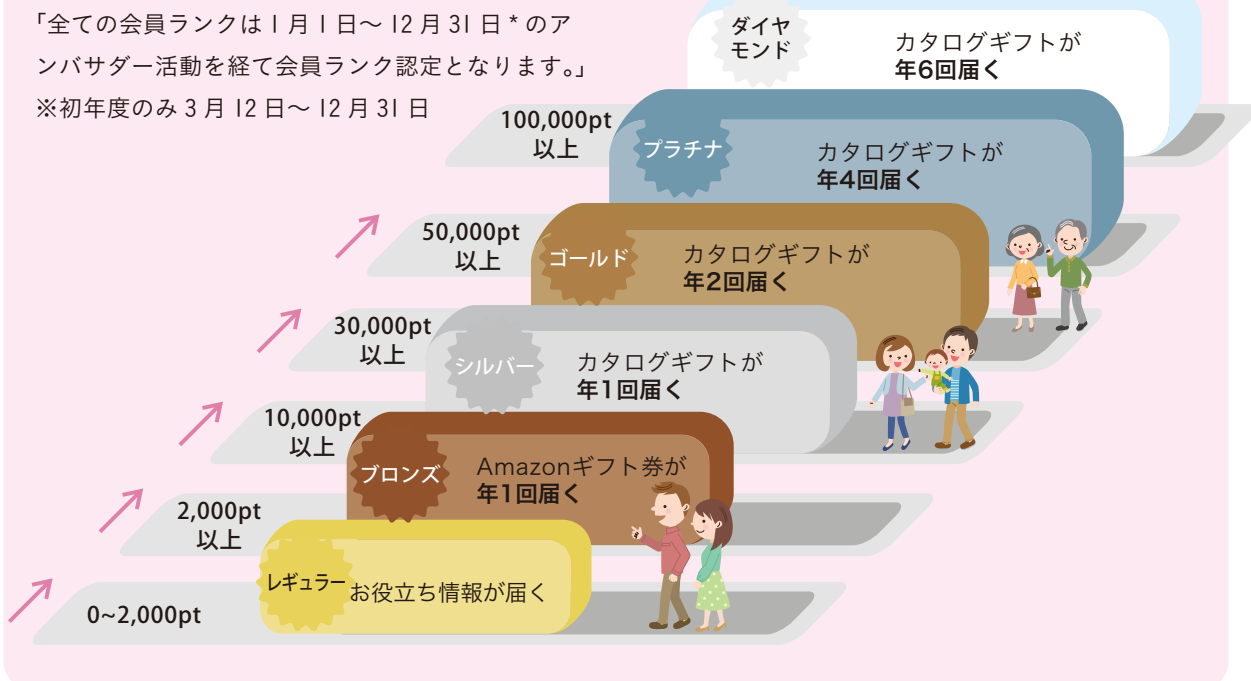 「全ての会員ランクは1月1日〜12月31日*のア
ンバサダー活動を経て会員ランク認定となります。」
※初年度のみ3月12日〜12月31日
ダイヤ
モンド
カタログギフトが
年6回届く
100,000pt
以上
プラチナ
カタログギフトが
年4回届く
50,000pt
以上
ゴールド
カタログギフトが
年2回届く
30,000pt
以上
シルバー
カタログギフトが
年1回届く
10,000pt
以上
ブロンズ
Amazonギフト券が
年1回届く
2,000pt
以上
レギュラー
お役立ち情報が届く
0~2,000pt